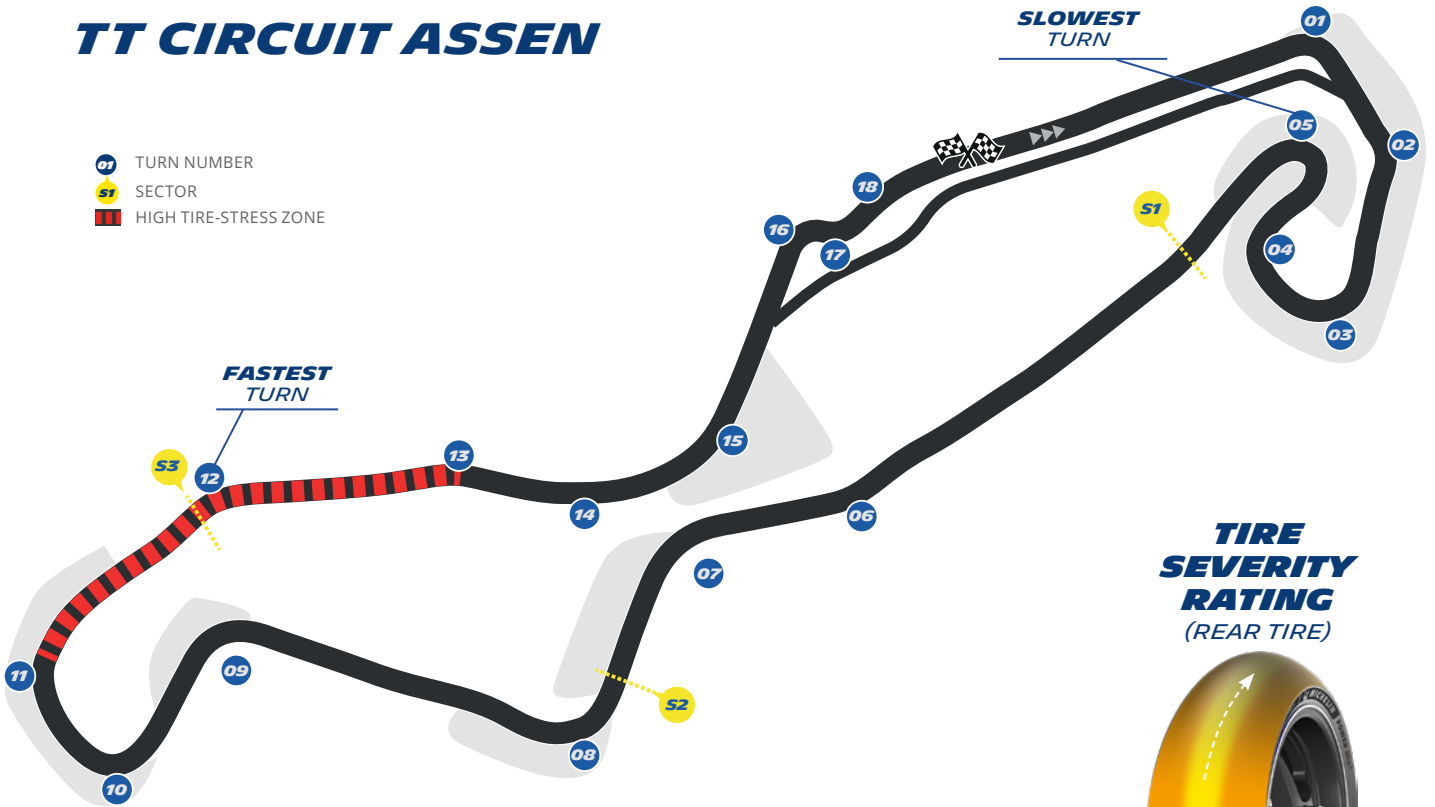 TT CIRCUIT ASSEN
01 TURN NUMBER
S1 SECTOR
HIGH TIRE-STRESS ZONE
SLOWEST
TURN
01
05
02
18
S1
16
17
04
03
FASTEST
TURN
13
15
S3
12
14
06
07
TIRE
SEVERITY
RATING
(REAR TIRE)
11
09
S2
08
10
MICHELIN